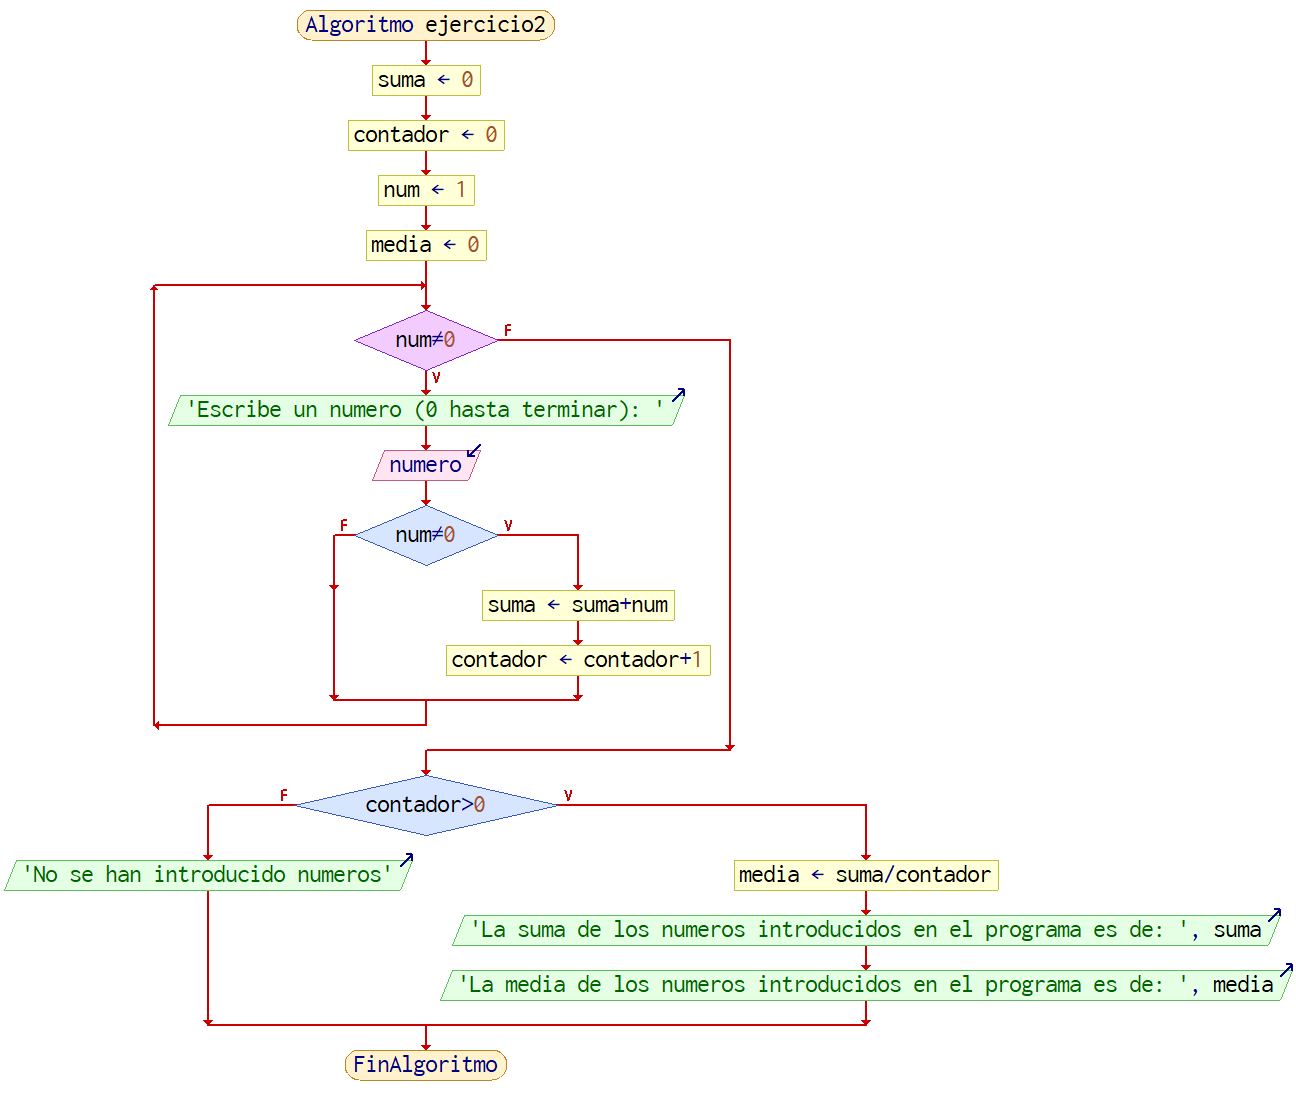 Algoritmo ejercicio2
suma ← 0
contador ← 0
num ← 1
media ← 0
num≠0
F
V
'Escribe un numero (0 hasta terminar): '
numero
num≠0
F
V
suma ← suma+num
contador ← contador+1
contador>0
F
V
'No se han introducido numeros'
media ← suma/contador
'La suma de los numeros introducidos en el programa es de: ', suma
'La media de los numeros introducidos en el programa es de: ', media
FinAlgoritmo